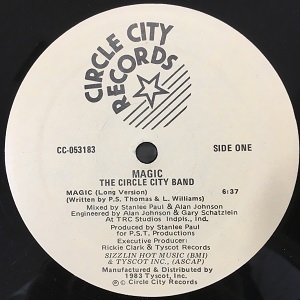 CIRCLE CITY
RECORDS
CC-053183
MAGIC
THE CIRCLE CITY BAND
SIDE ONE
MAGIC (Long Version) 6:37
(Written by P.S. Thomas & L. Williams)
Mixed by Stanlee Paul & Alan Johnson
Engineered by Alan Johnson & Gary Schatzlein
At TRC Studios Indpls., Ind.
Produced by Stanlee Paul
for P.S.T. Productions
Executive Producer:
Rickie Clark & Tyscot Records
SIZZLIN HOT MUSIC (BMI)
& TYSCOT INC., (ASCAP)
Manufactured & Distributed by
1983 Tyscot Inc.
℗ © Circle City Records